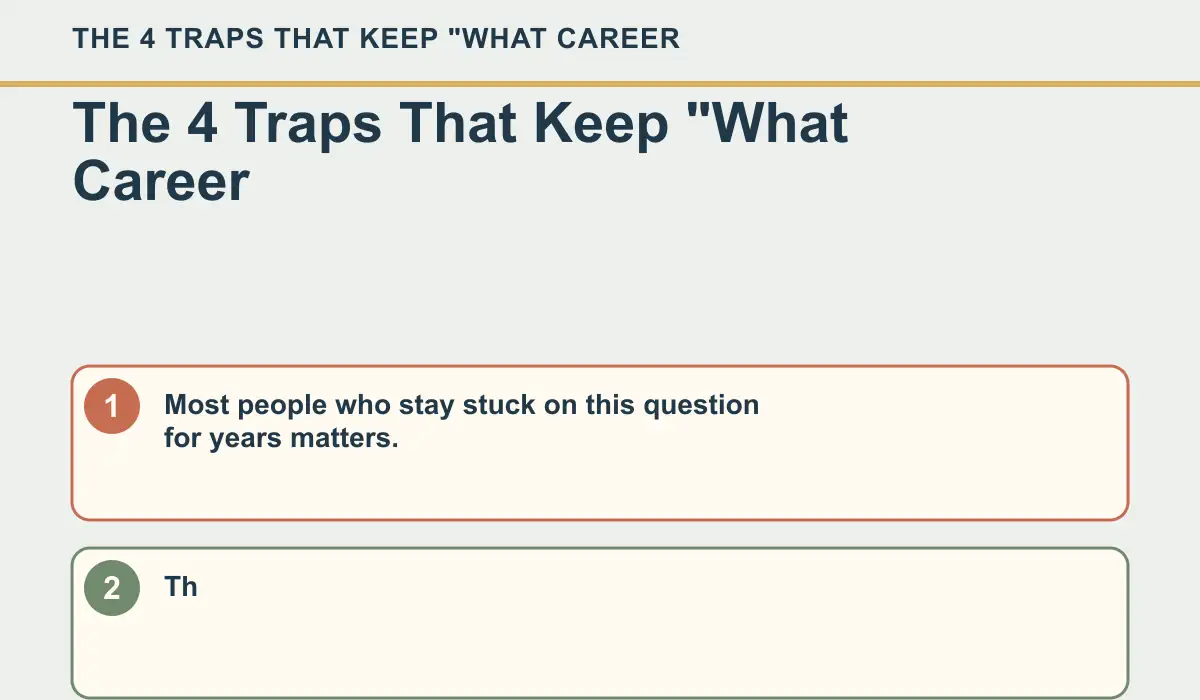 THE 4 TRAPS THAT KEEP "WHAT CAREER
The 4 Traps That Keep "What
Career
1
Most people who stay stuck on this question
for years matters.
2
Th